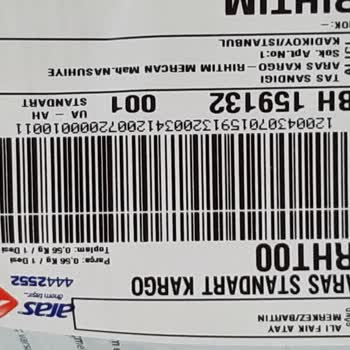 ALI FAIK ATAY
MERKEZ/BARTIN
ARAS STANDART KARGO
aras
4442552
RHT00
Parça: 0,56 Kg / 1 Desi
Toplam: 0,56 Kg / 1 Desi
BH 159132 001 UA - AH
STANDART
TAS SANDIGI
ARAS KARGO - RIHTIM MERCAN Mah.NASUHIYE
Sok. Apt.No:1
KADIKOY/ISTANBUL
RIHTIM